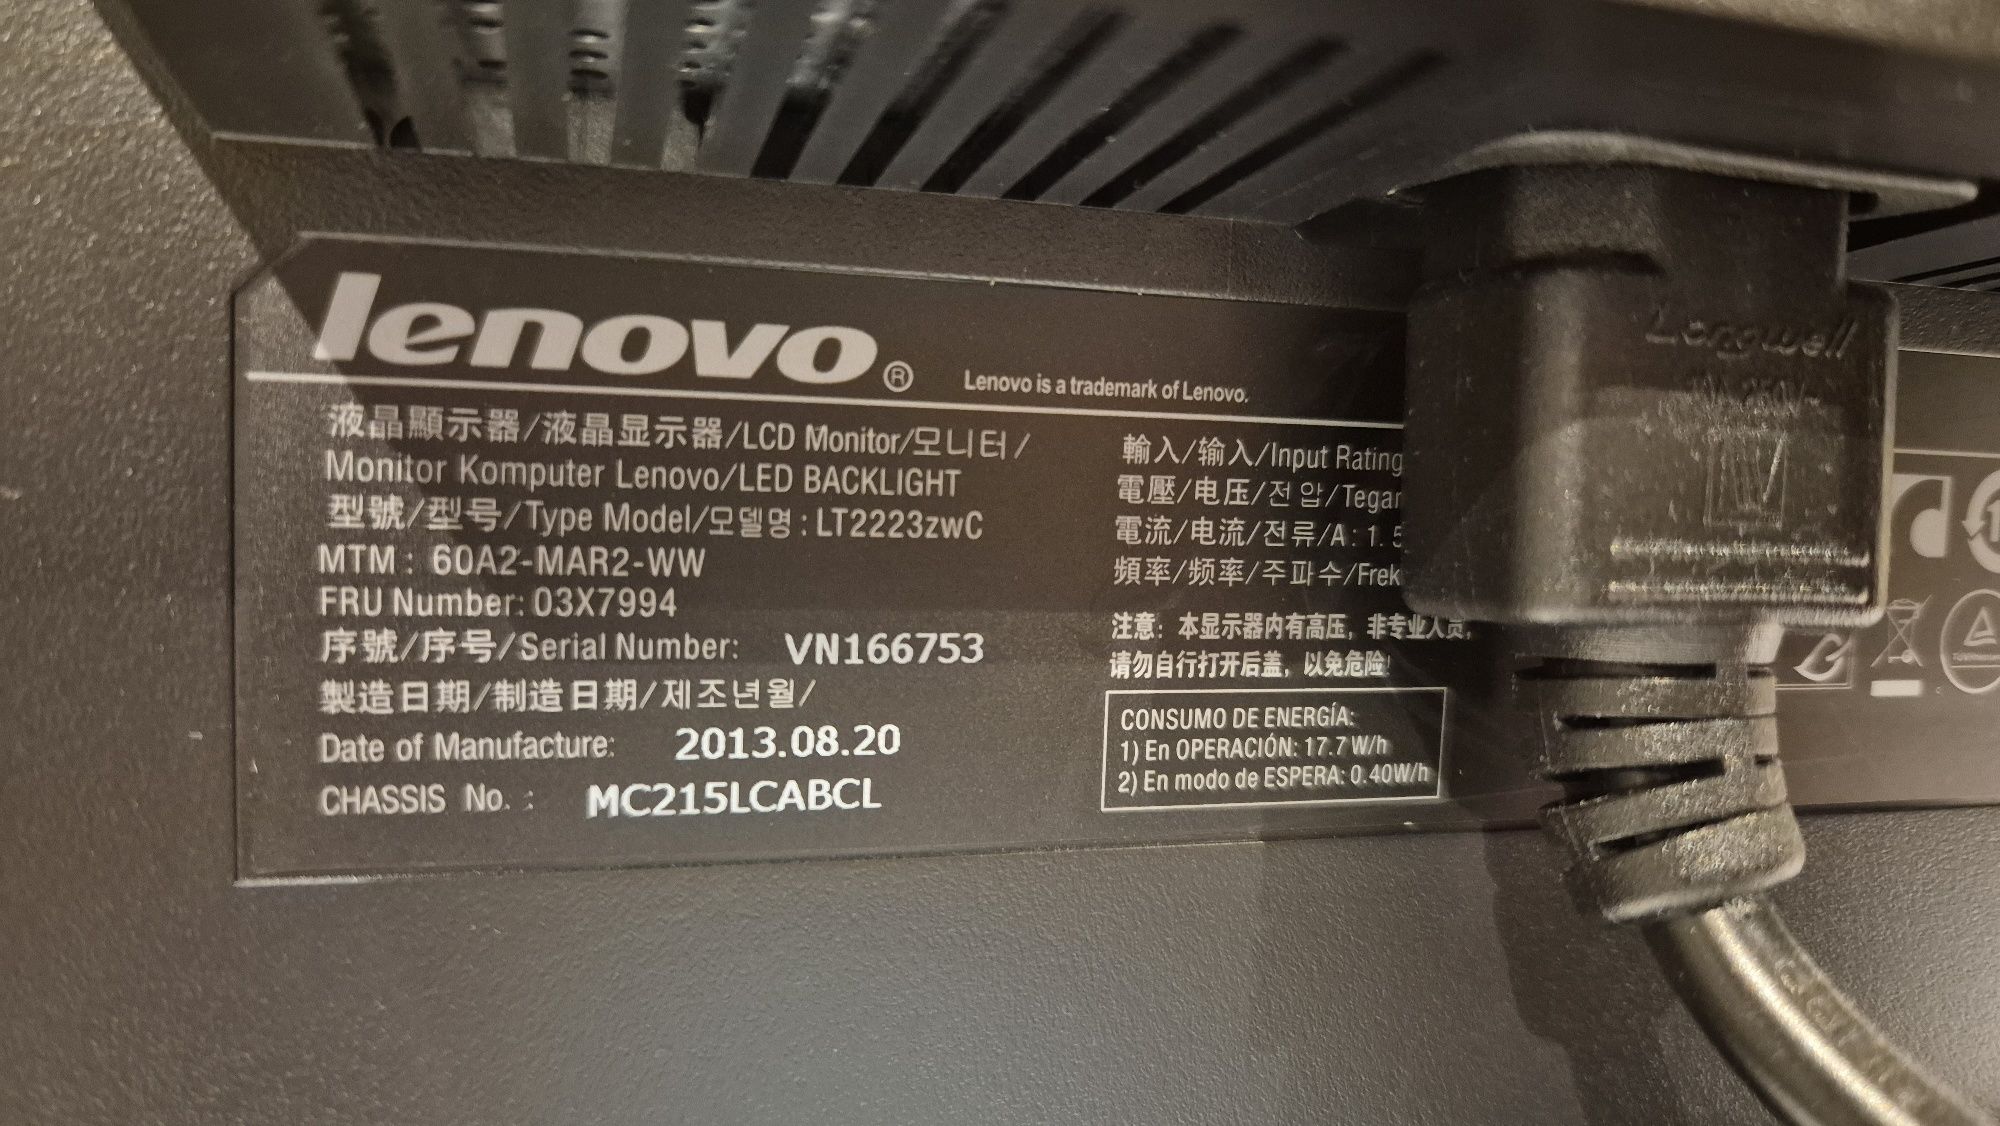 lenovo®
Lenovo is a trademark of Lenovo.
液晶顯示器/液晶显示器/LCD Monitor/모니터/
Monitor Komputer Lenovo/LED BACKLIGHT
型號/型号/Type Model/모델명: LT2223zwC
MTM: 60A2-MAR2-WW
FRU Number: 03X7994
序號/序号/Serial Number: VN166753
製造日期/制造日期/제조년월/
Date of Manufacture: 2013.08.20
CHASSIS No. : MC215LCABCL
輸入/输入/Input Rating
電壓/电压/전압/
電流/电流/전류/A: 1.5
頻率/频率/주파수/
注意: 本显示器内有高压, 非专业人员,
请勿自行打开后盖, 以免危险!
CONSUMO DE ENERGÍA:
1) En OPERACIÓN: 17.7 W/h
2) En modo de ESPERA: 0.40W/h
Longwell
250V~